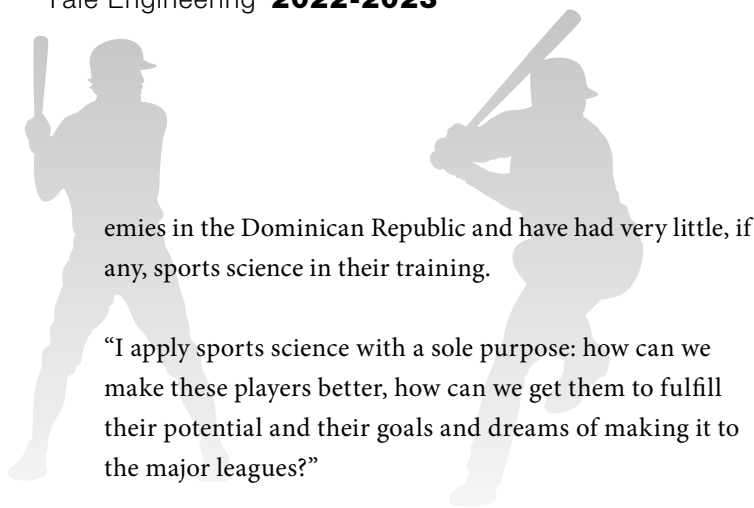 Yale Engineering 2022-2023
emies in the Dominican Republic and have had very little, if
any, sports science in their training.
“I apply sports science with a sole purpose: how can we
make these players better, how can we get them to fulfill
their potential and their goals and dreams of making it to
the major leagues?”